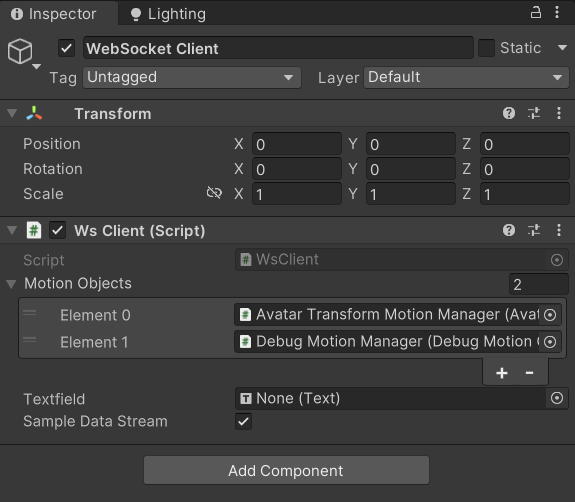 Inspector Lighting
WebSocket Client Static
Tag Untagged Layer Default
Transform
Position X 0 Y 0 Z 0
Rotation X 0 Y 0 Z 0
Scale X 1 Y 1 Z 1
# Ws Client (Script)
Script # WsClient
Motion Objects 2
Element 0 # Avatar Transform Motion Manager (Avat
Element 1 # Debug Motion Manager (Debug Motion
+ -
Textfield T None (Text)
Sample Data Stream
Add Component